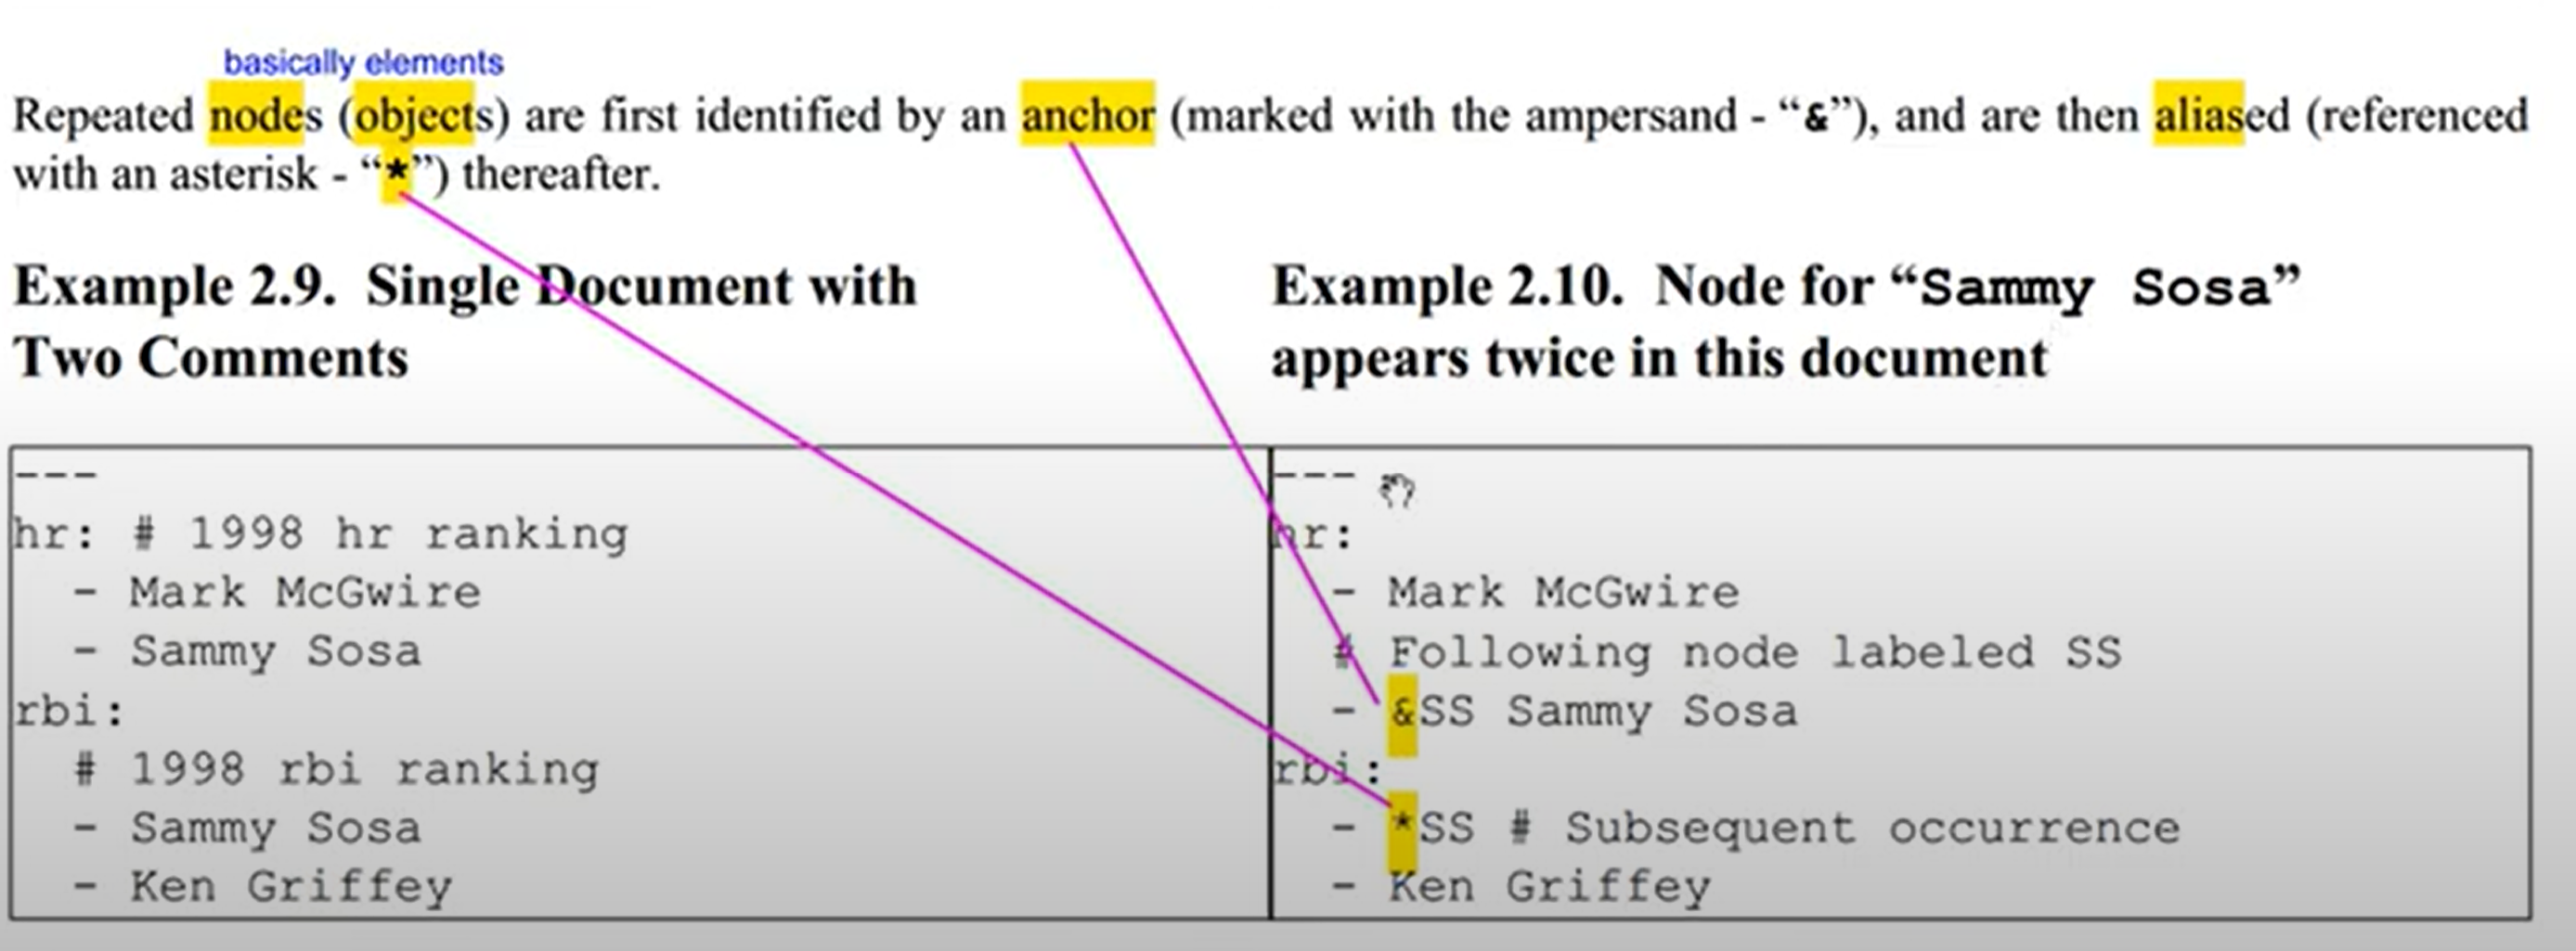 basically elements
Repeated nodes (objects) are first identified by an anchor (marked with the ampersand - “&”), and are then aliased (referenced
with an asterisk - “*”) thereafter.
Example 2.9. Single Document with
Two Comments
---
hr: # 1998 hr ranking
  - Mark McGwire
  - Sammy Sosa
rbi:
  # 1998 rbi ranking
  - Sammy Sosa
  - Ken Griffey
Example 2.10. Node for “Sammy Sosa”
appears twice in this document
---
hr:
  - Mark McGwire
  # Following node labeled SS
  - &SS Sammy Sosa
rbi:
  - *SS # Subsequent occurrence
  - Ken Griffey